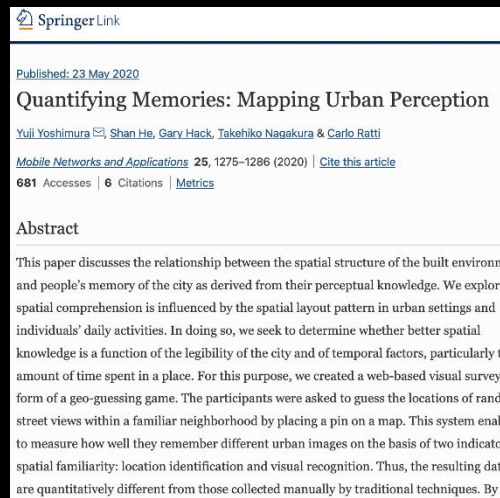 Springer Link
Published: 23 May 2020
Quantifying Memories: Mapping Urban Perception
Yuji Yoshimura, Shan He, Gary Hack, Takehiko Nagakura & Carlo Ratti
Mobile Networks and Applications 25, 1275–1286 (2020) | Cite this article
681 Accesses | 6 Citations | Metrics
Abstract
This paper discusses the relationship between the spatial structure of the built
and people's memory of the city as derived from their perceptual knowledge. We
spatial comprehension is influenced by the spatial layout pattern in urban settings and
individuals' daily activities. In doing so, we seek to determine whether better spatial
knowledge is a function of the legibility of the city and of temporal factors, particularly
amount of time spent in a place. For this purpose, we created a web-based visual survey
form of a geo-guessing game. The participants were asked to guess the locations of
street views within a familiar neighborhood by placing a pin on a map. This system
to measure how well they remember different urban images on the basis of two
spatial familiarity: location identification and visual recognition. Thus, the resulting
are quantitatively different from those collected manually by traditional techniques. By